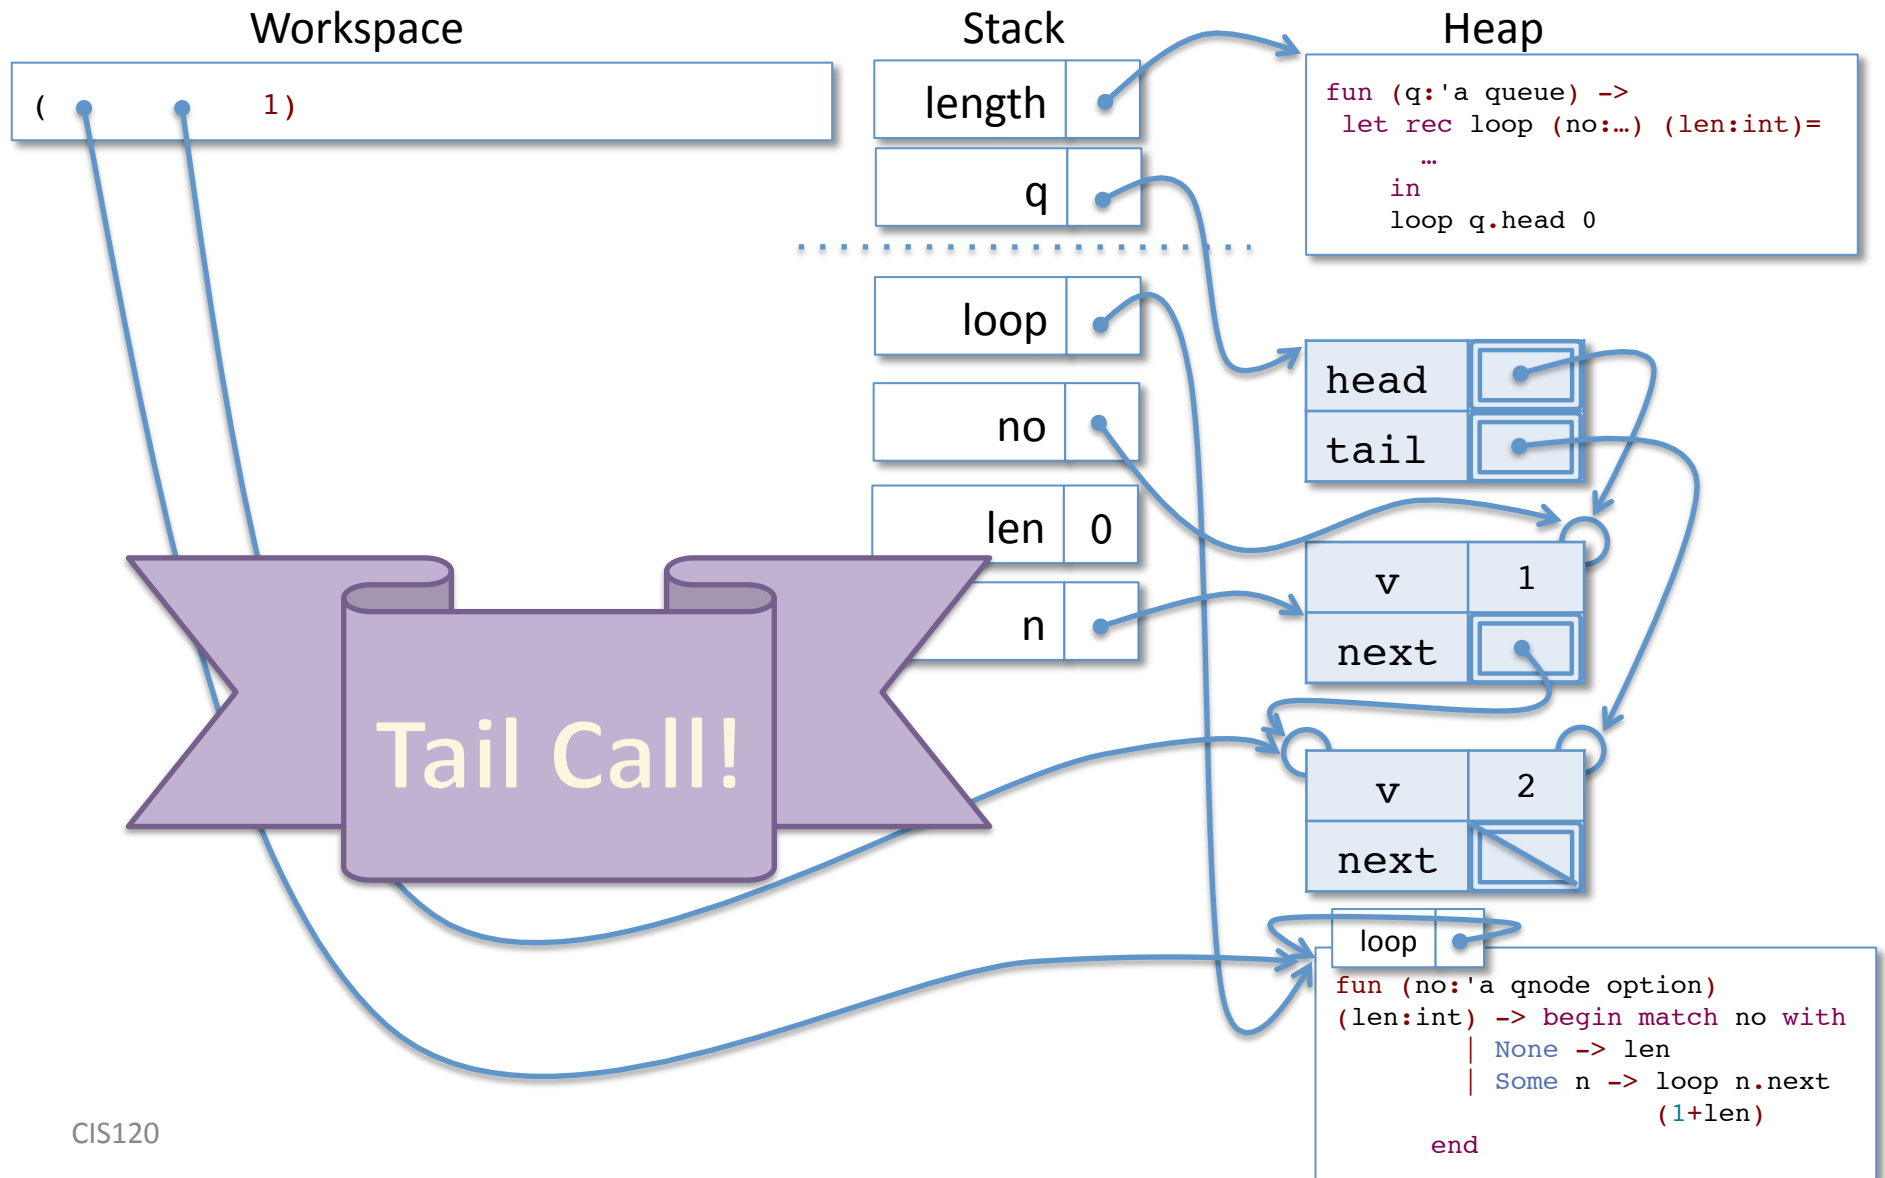 Workspace
Stack
Heap
( 1)
length
q
loop
no
len 0
n
fun (q:'a queue) ->
let rec loop (no:…) (len:int)=
…
in
loop q.head 0
head
tail
v 1
next
v 2
next
loop
fun (no:'a qnode option)
(len:int) -> begin match no with
| None -> len
| Some n -> loop n.next
(1+len)
end
Tail Call!
CIS120